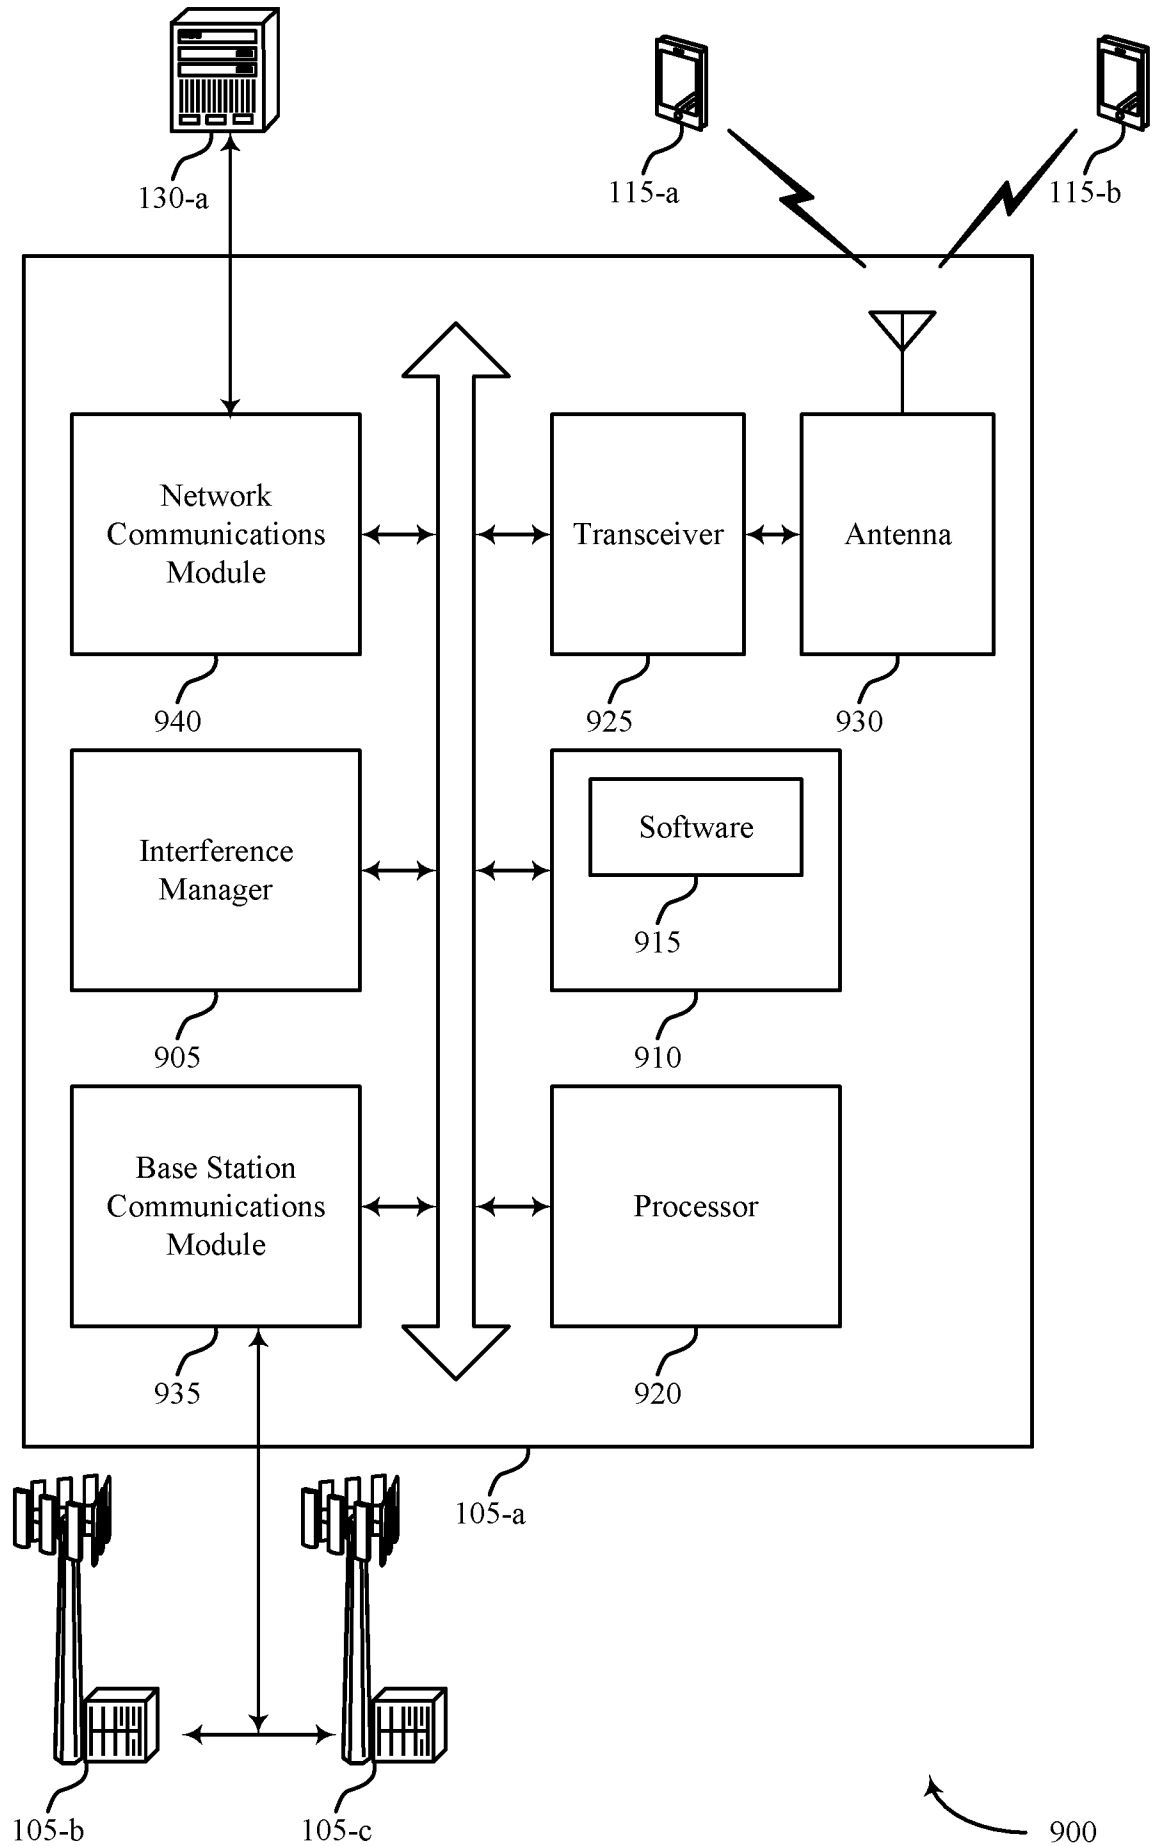 130-a
115-a
115-b
Network
Communications
Module
Transceiver
Antenna
940
925
930
Interference
Manager
Software
915
905
910
Base Station
Communications
Module
Processor
935
920
105-a
105-b
105-c
900